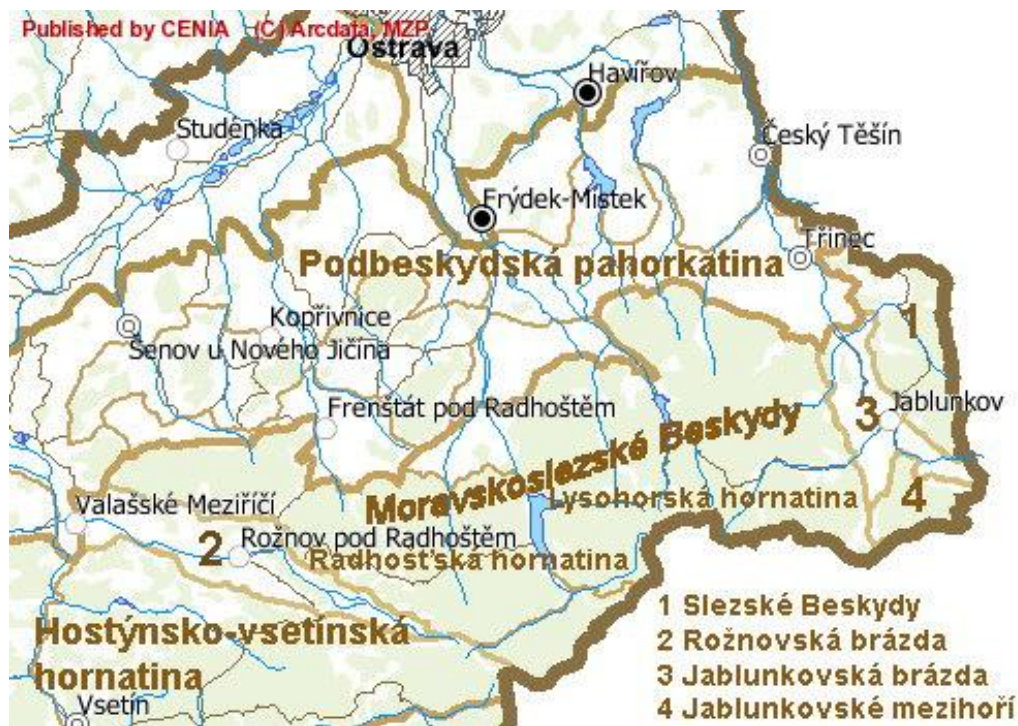 Published by CENIA (C) Arcdata, MZP
Ostrava
Havířov
Studénka
Český Těšín
Frýdek-Místek
Třinec
Podbeskydská pahorkatina
1
Kopřivnice
Šenov u Nového Jičína
Jablunkov
3
Frenštát pod Radhoštěm
Moravskoslezské Beskydy
Lysohorská hornatina
4
Valašské Meziříčí
2
Rožnov pod Radhoštěm
Radhošťská hornatina
1 Slezské Beskydy
Hostýnsko-vsetínská
hornatina
2 Rožnovská brázda
3 Jablunkovská brázda
Vsetín
4 Jablunkovské mezihoří